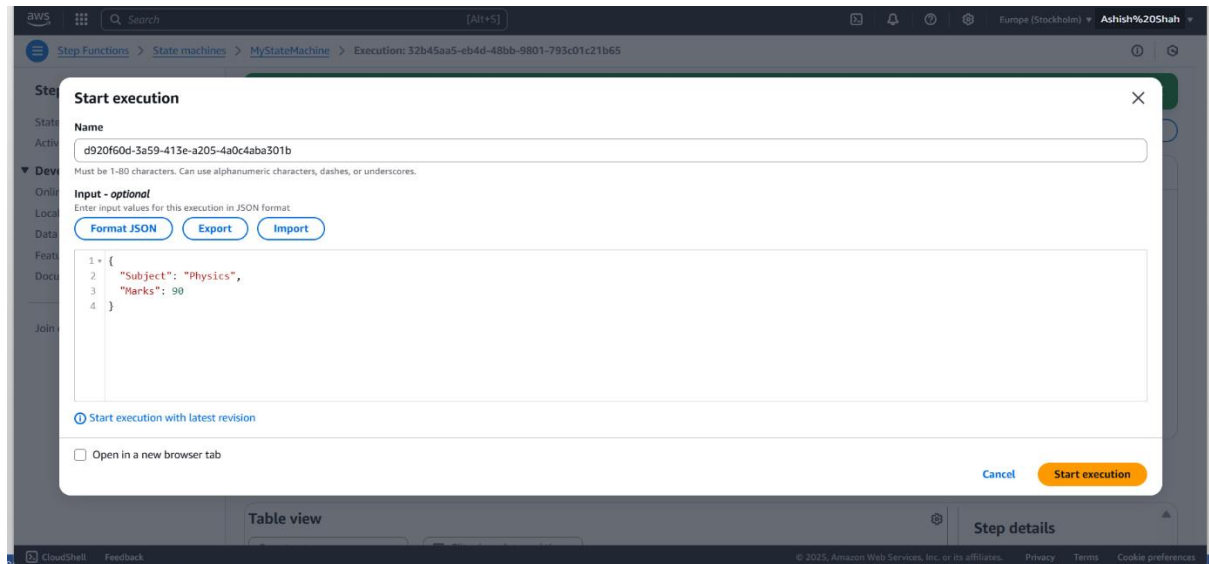 aws
Search
[Alt+S]
Europe (Stockholm)
Ashish%20Shah
Step Functions > State machines > MyStateMachine > Execution: 32b45aa5-eb4d-48bb-9801-793c01c21b65
Start execution
Name
d920f60d-3a59-413e-a205-4a0c4aba301b
Must be 1-80 characters. Can use alphanumeric characters, dashes, or underscores.
Input - optional
Enter input values for this execution in JSON format
Format JSON Export Import
1 {
2 "Subject": "Physics",
3 "Marks": 90
4 }
Start execution with latest revision
Open in a new browser tab
Cancel Start execution
Table view
Step details
CloudShell Feedback
© 2025, Amazon Web Services, Inc. or its affiliates. Privacy Terms Cookie preferences